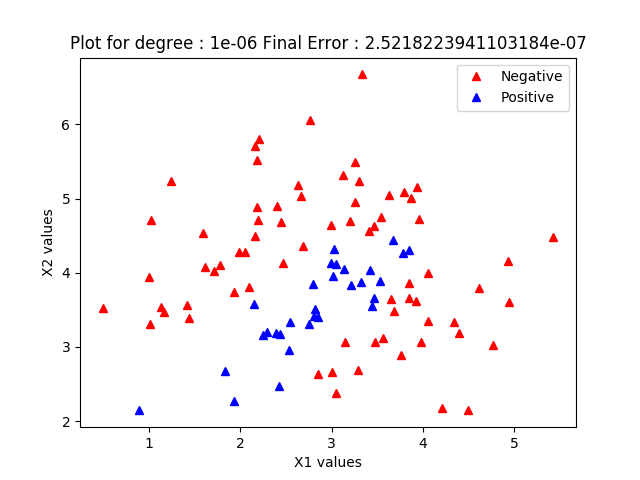 Plot for degree : 1e-06 Final Error : 2.5218223941103184e-07
Negative
Positive
6
5
4
3
2
X2 values
1 2 3 4 5
X1 values